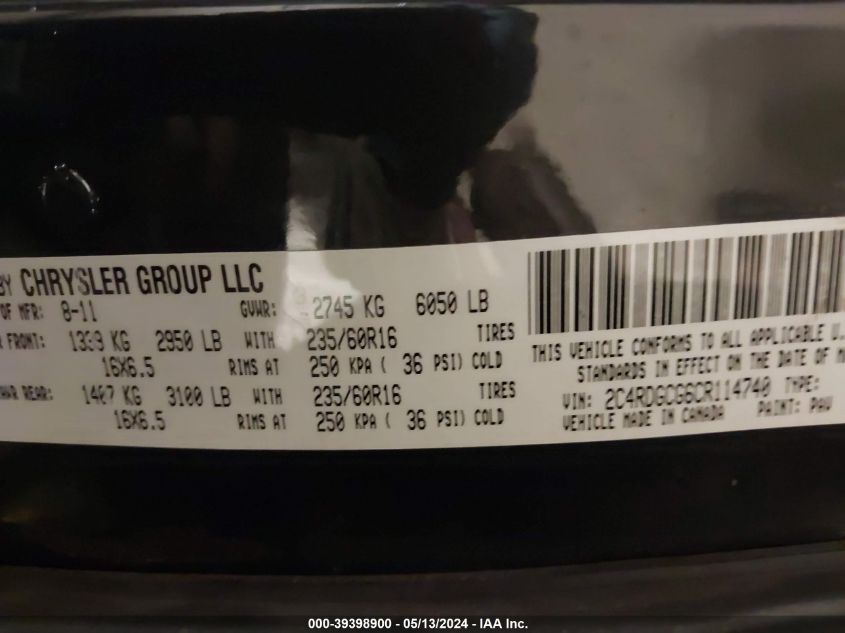 BY CHRYSLER GROUP LLC
OF MFR: 8-11 GVWR: 2745 KG 6050 LB
FRONT: 1339 KG 2950 LB WITH 235/60R16 TIRES
16X6.5 RIMS AT 250 KPA ( 36 PSI) COLD
REAR: 1407 KG 3100 LB WITH 235/60R16 TIRES
16X6.5 RIMS AT 250 KPA ( 36 PSI) COLD
THIS VEHICLE CONFORMS TO ALL APPLICABLE U.
STANDARDS IN EFFECT ON THE DATE OF M
VIN: 2C4RDGCG6CR114740 TYPE:
VEHICLE MADE IN CANADA PAINT: PAW
000-39398900 - 05/13/2024 - IAA Inc.